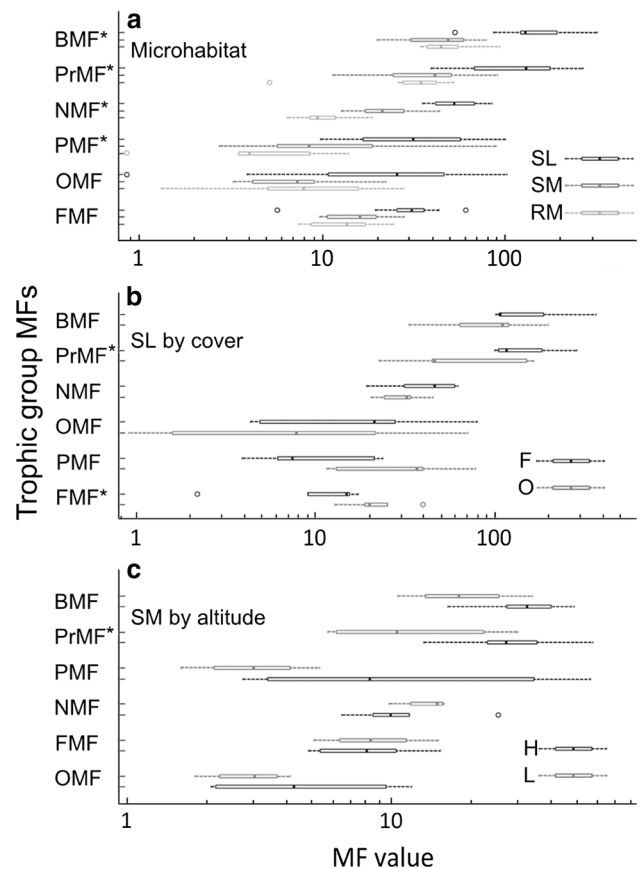 a
Microhabitat
BMF*
PrMF*
NMF*
PMF*
OMF
FMF
SL
SM
RM
1 10 100
b
SL by cover
BMF
PrMF*
NMF
OMF
PMF
FMF*
F
O
1 10 100
c
SM by altitude
BMF
PrMF*
PMF
NMF
FMF
OMF
H
L
1 10
Trophic group MFs
MF value